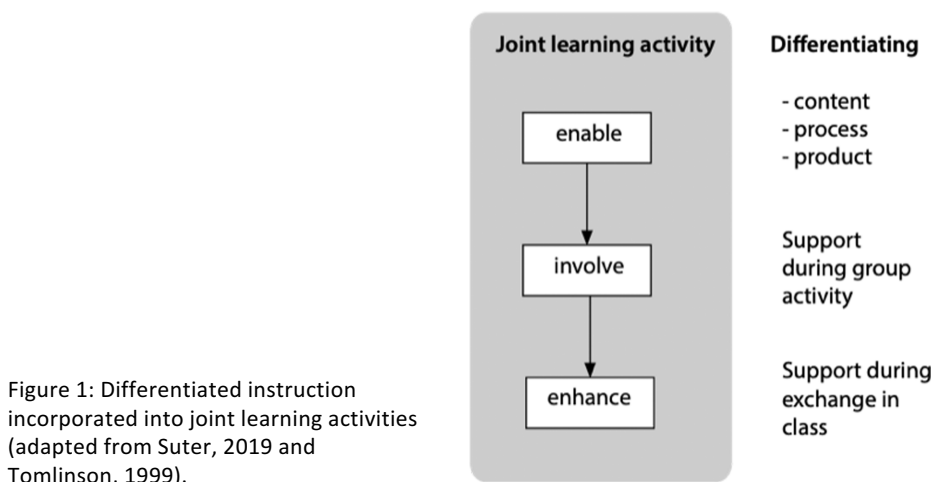 Joint learning activity
Differentiating
enable
- content
- process
- product
involve
Support
during group
activity
enhance
Support during
exchange in
class
Figure 1: Differentiated instruction
incorporated into joint learning activities
(adapted from Suter, 2019 and
Tomlinson, 1999).